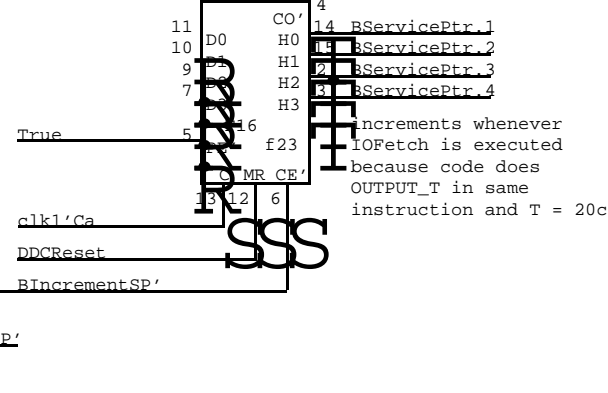 4
CO'
11
14 BServicePtr.1
D0 H0
10
15 BServicePtr.2
D1 H1
9
2 BServicePtr.3
H2
7
3 BServicePtr.4
H3
increments whenever
True
5
f23
IOFetch is executed
because code does
C MR CE'
OUTPUT_T in same
13 12 6
instruction and T = 20c
clk1'Ca
DDCReset
SSS
BIncrementSP'
P'